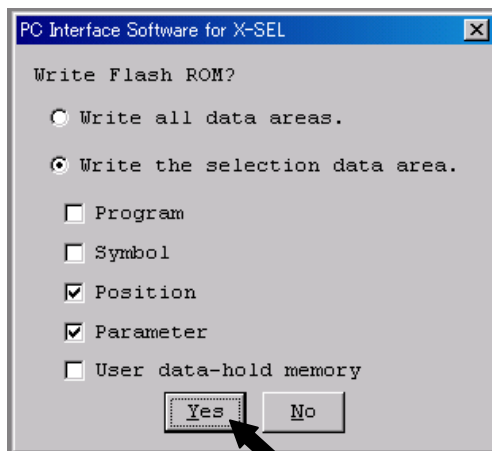 PC Interface Software for X-SEL
Write Flash ROM?
Write all data areas.
Write the selection data area.
Program
Symbol
Position
Parameter
User data-hold memory
Yes No